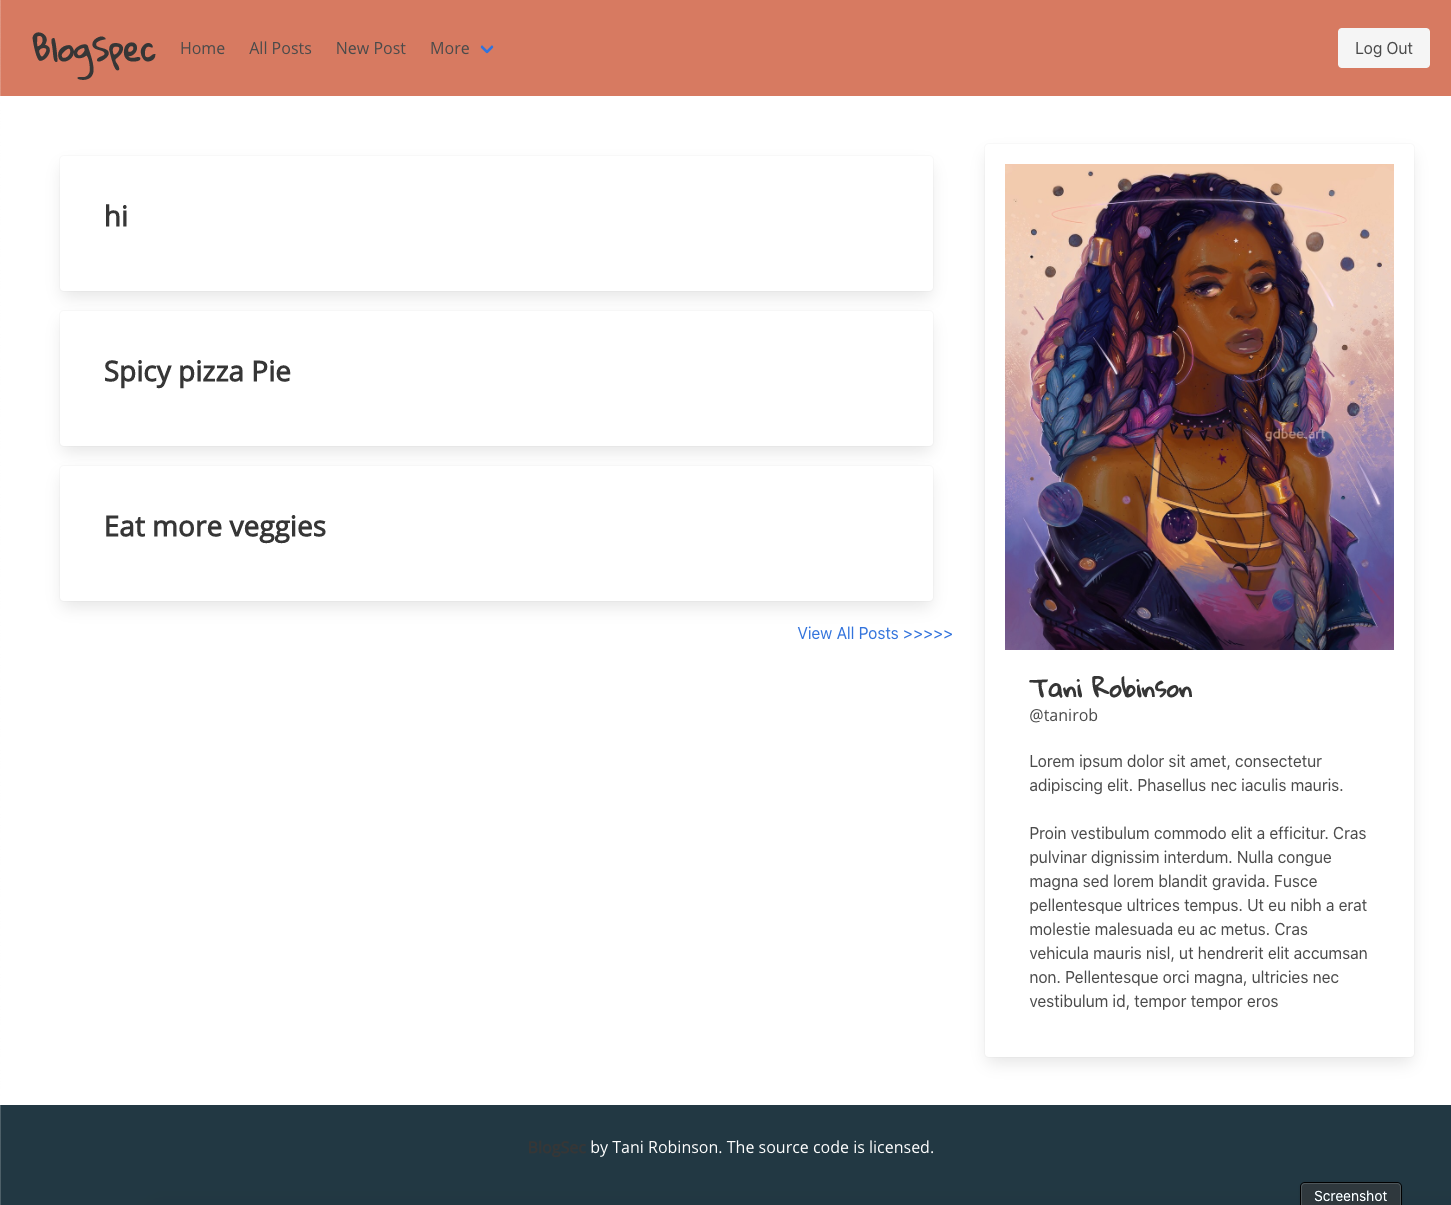 BlogSpec
Home
All Posts
New Post
More
Log Out
hi
Spicy pizza Pie
Eat more veggies
View All Posts >>>>>
gdbee.art
Tani Robinson
@tanirob
Lorem ipsum dolor sit amet, consectetur
adipiscing elit. Phasellus nec iaculis mauris.
Proin vestibulum commodo elit a efficitur. Cras
pulvinar dignissim interdum. Nulla congue
magna sed lorem blandit gravida. Fusce
pellentesque ultrices tempus. Ut eu nibh a erat
molestie malesuada eu ac metus. Cras
vehicula mauris nisl, ut hendrerit elit accumsan
non. Pellentesque orci magna, ultricies nec
vestibulum id, tempor tempor eros
by Tani Robinson. The source code is licensed.
Screenshot